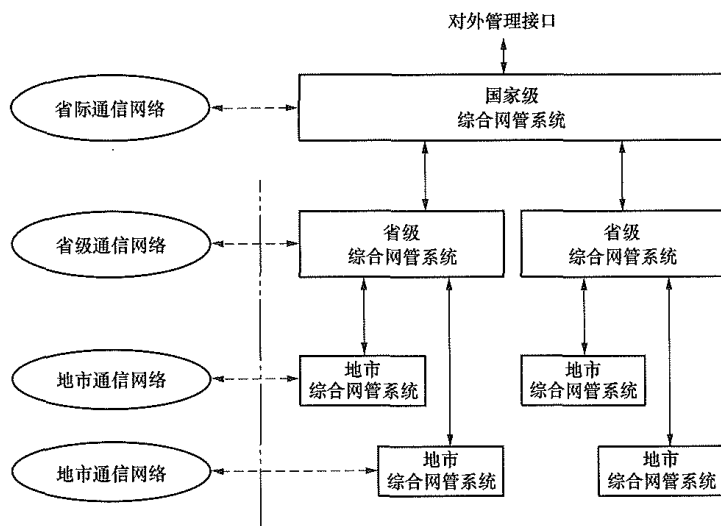 对外管理接口
省际通信网络
国家级
综合网管系统
省级通信网络
省级
综合网管系统
省级
综合网管系统
地市通信网络
地市
综合网管系统
地市
综合网管系统
地市通信网络
地市
综合网管系统
地市
综合网管系统